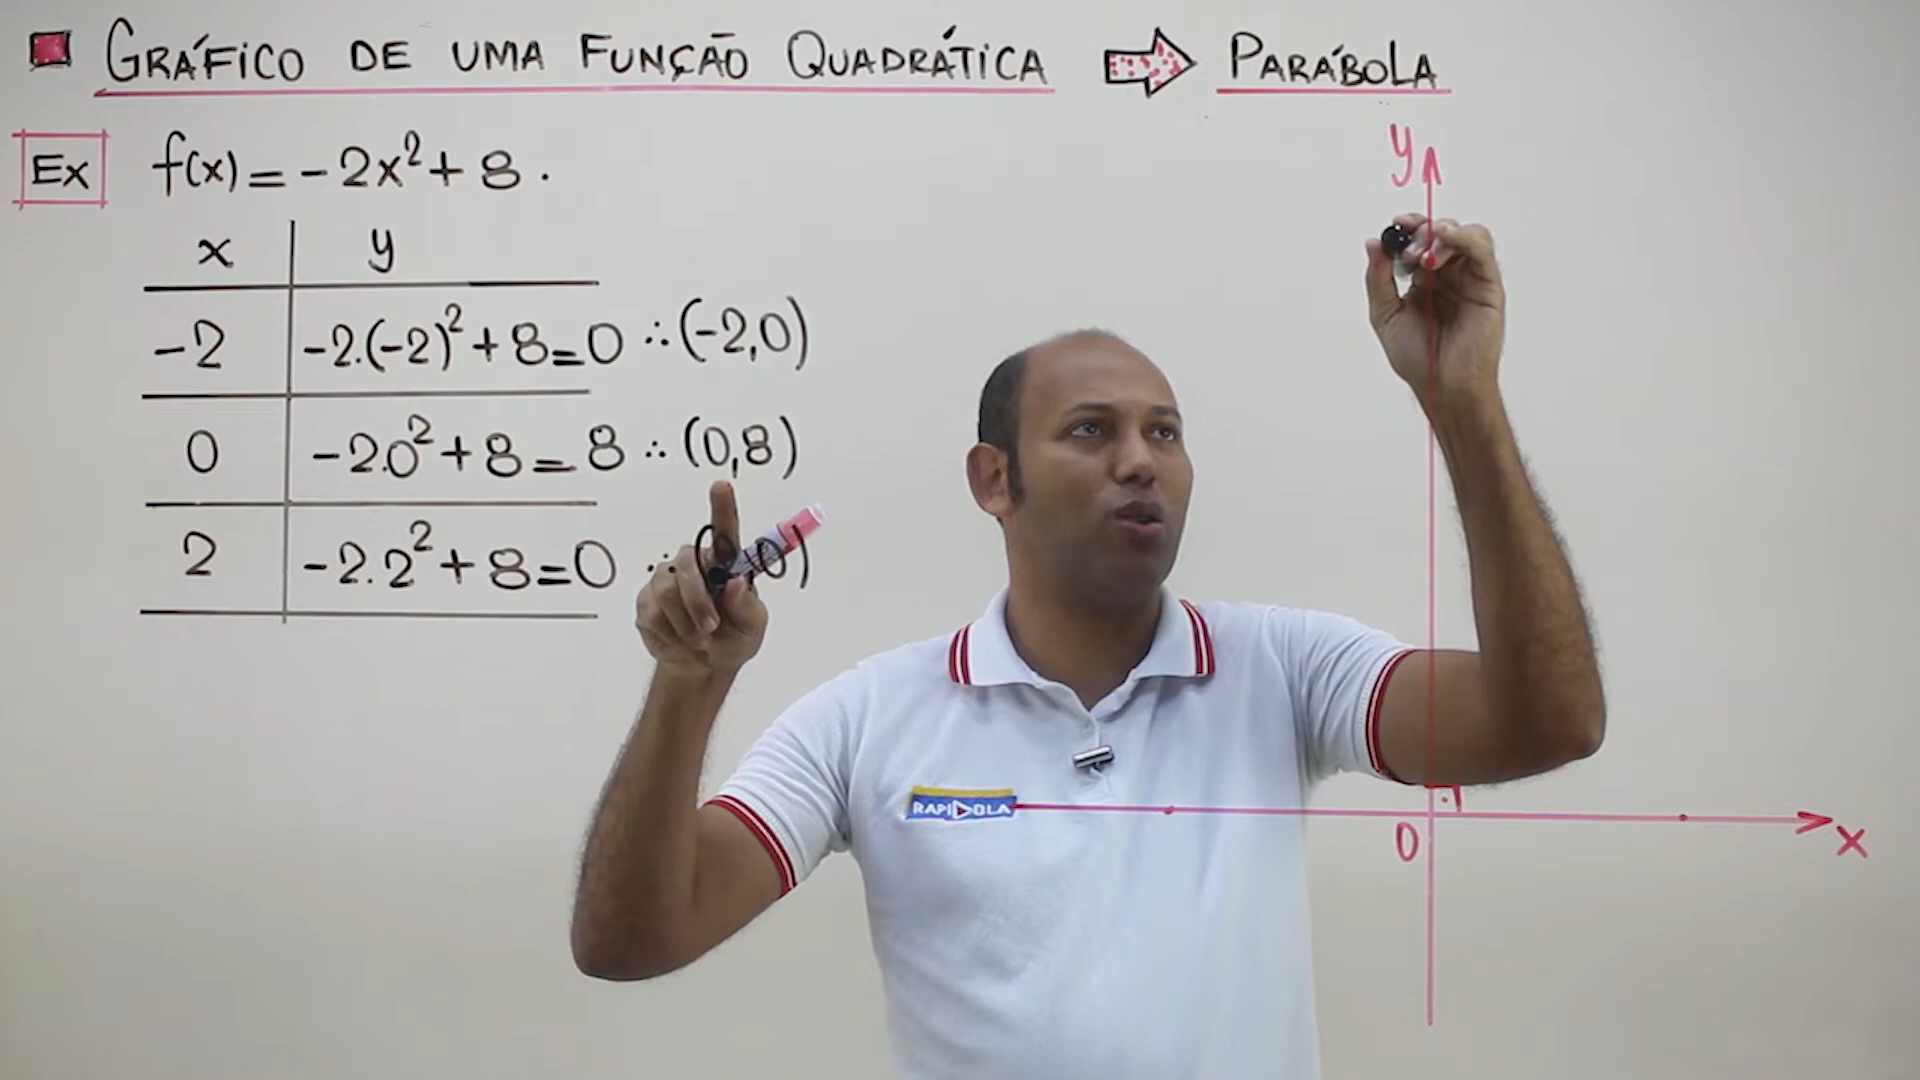 GRÁFICO DE UMA FUNÇÃO QUADRÁTICA PARÁBOLA
Ex f(x) = -2x²+ 8.
x y
-2 -2.(-2)² + 8 = 0 ∴ (-2,0)
0 -2.0² + 8 = 8 ∴ (0,8)
2 -2.2² + 8 = 0
y
RAPIDOLA
0
x